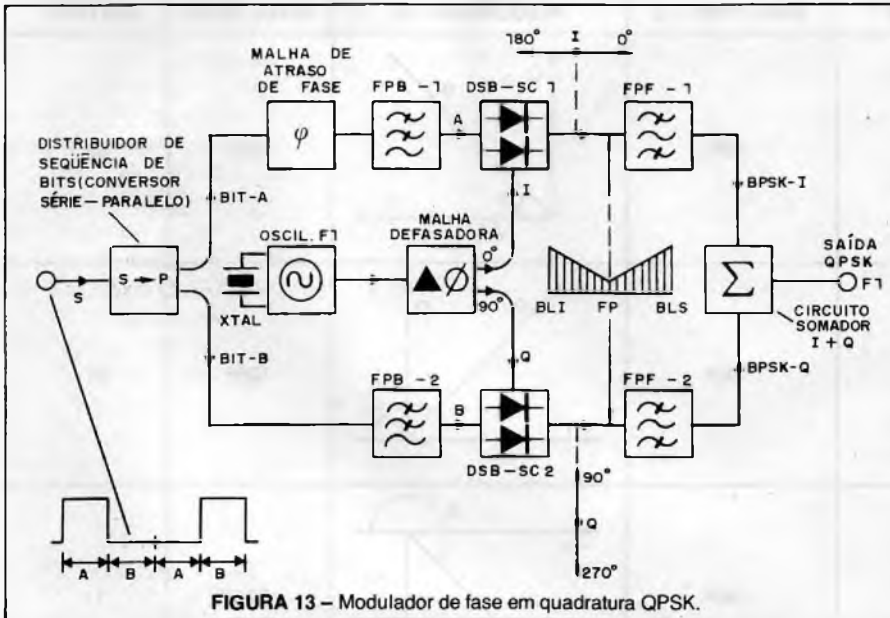 180° I 0°
MALHA DE
ATRASO
DE FASE
FPB -1
DSB-SC 1
FPF -1
φ
A
DISTRIBUIDOR DE
SEQÜÊNCIA DE
BITS(CONVERSOR
SÉRIE-PARALELO)
BIT-A
I
BPSK-I
OSCIL. F1
MALHA
DEFASADORA
0°
90°
SAÍDA
QPSK
F1
S
S → P
▲Ø
Σ
XTAL
BLI FP BLS
CIRCUITO
SOMADOR
I + Q
BIT-B
Q
BPSK-Q
FPB -2
FPF -2
B
DSB-SC 2
90°
Q
270°
A B A B
FIGURA 13 – Modulador de fase em quadratura QPSK.